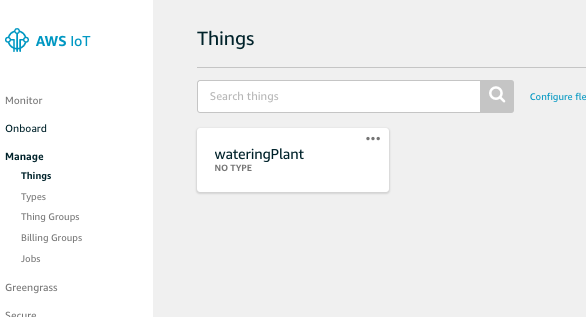 AWS IoT
Things
Search things
Configure fle
Monitor
Onboard
Manage
Things
Types
Thing Groups
Billing Groups
Jobs
Greengrass
Secure
wateringPlant
NO TYPE